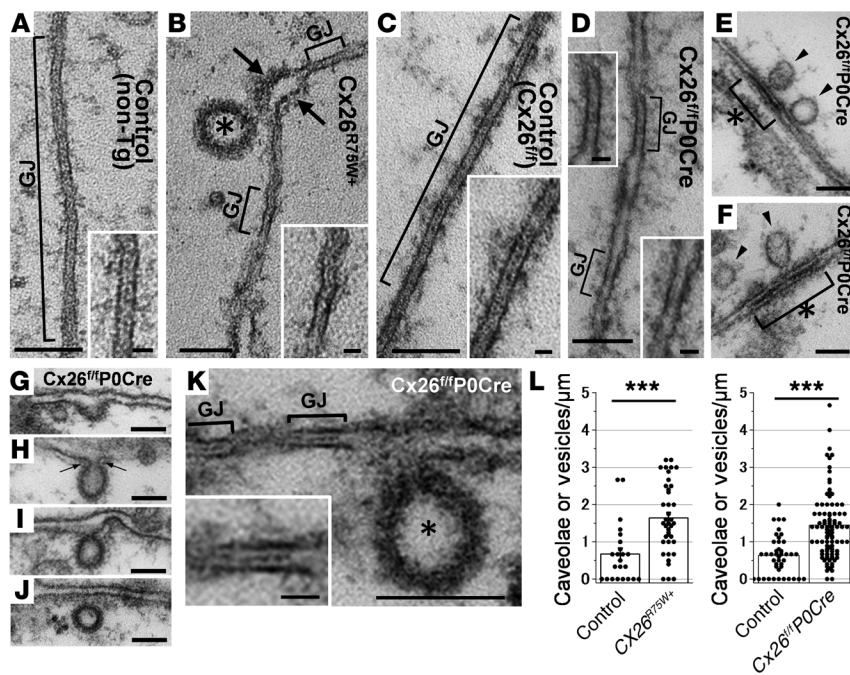 A
GJ
Control
(non-Tg)
B
GJ
*
GJ
Cx26R75W+
C
GJ
Control
(Cx26f/f)
D
Cx26f/fP0Cre
GJ
GJ
E
Cx26f/fP0Cre
*
F
Cx26f/fP0Cre
*
G
Cx26f/fP0Cre
H
I
J
K
Cx26f/fP0Cre
GJ
GJ
*
L
***
Caveolae or vesicles/µm
5
4
3
2
1
0
Control
CX26R75W+
***
Caveolae or vesicles/µm
5
4
3
2
1
0
Control
Cx26f/fP0Cre